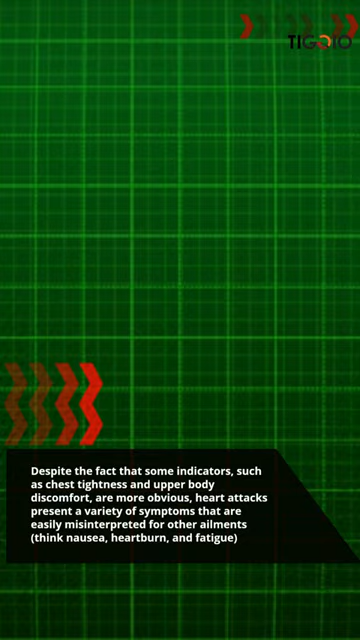 TIGOIO
Despite the fact that some indicators, such
as chest tightness and upper body
discomfort, are more obvious, heart attacks
present a variety of symptoms that are
easily misinterpreted for other ailments
(think nausea, heartburn, and fatigue)